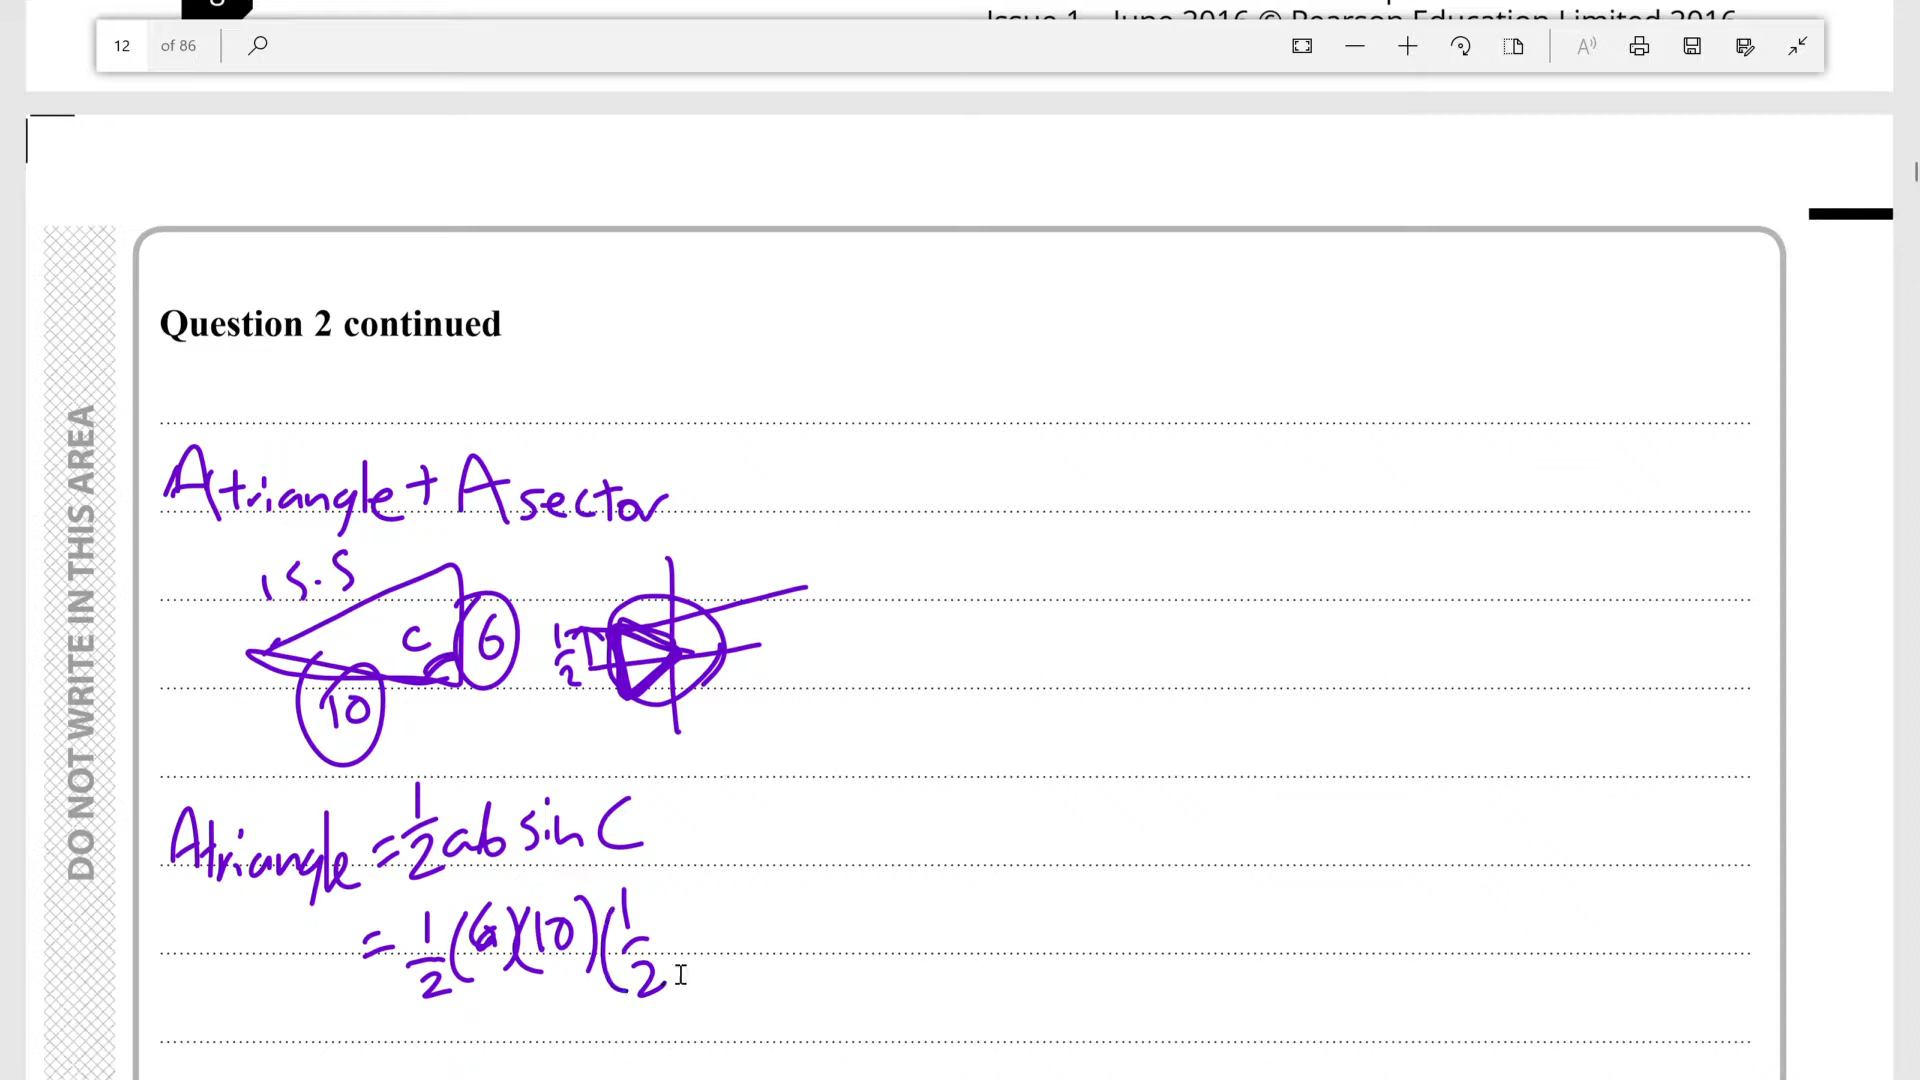 Issue 1 – June 2016 © Pearson Education Limited 2016
12 of 86
DO NOT WRITE IN THIS AREA
Question 2 continued
Atriangle + Asector
15.5
C
6
10
1/2
Atriangle = 1/2 ab sin C
= 1/2 (6)(10)(1/2